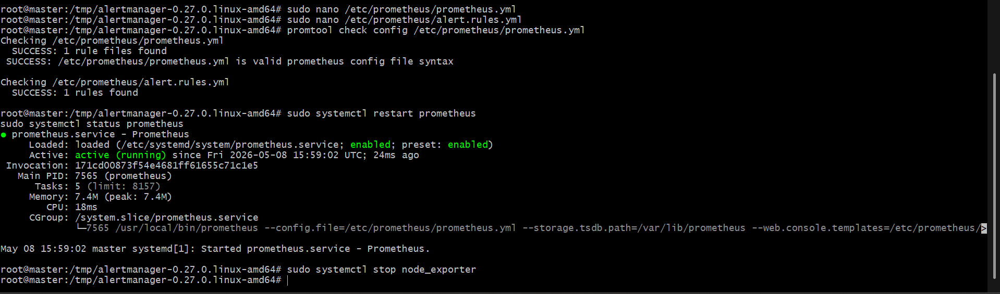 root@master:/tmp/alertmanager-0.27.0.linux-amd64# sudo nano /etc/prometheus/prometheus.yml
root@master:/tmp/alertmanager-0.27.0.linux-amd64# sudo nano /etc/prometheus/alert.rules.yml
root@master:/tmp/alertmanager-0.27.0.linux-amd64# promtool check config /etc/prometheus/prometheus.yml
Checking /etc/prometheus/prometheus.yml
  SUCCESS: 1 rule files found
 SUCCESS: /etc/prometheus/prometheus.yml is valid prometheus config file syntax

Checking /etc/prometheus/alert.rules.yml
  SUCCESS: 1 rules found

root@master:/tmp/alertmanager-0.27.0.linux-amd64# sudo systemctl restart prometheus
sudo systemctl status prometheus
● prometheus.service - Prometheus
     Loaded: loaded (/etc/systemd/system/prometheus.service; enabled; preset: enabled)
     Active: active (running) since Fri 2026-05-08 15:59:02 UTC; 24ms ago
 Invocation: 171cd00873f54e4681ff61655c71c1e5
   Main PID: 7565 (prometheus)
      Tasks: 5 (limit: 8157)
     Memory: 7.4M (peak: 7.4M)
        CPU: 18ms
     CGroup: /system.slice/prometheus.service
             └─7565 /usr/local/bin/prometheus --config.file=/etc/prometheus/prometheus.yml --storage.tsdb.path=/var/lib/prometheus --web.console.templates=/etc/prometheus/>

May 08 15:59:02 master systemd[1]: Started prometheus.service - Prometheus.

root@master:/tmp/alertmanager-0.27.0.linux-amd64# sudo systemctl stop node_exporter
root@master:/tmp/alertmanager-0.27.0.linux-amd64#